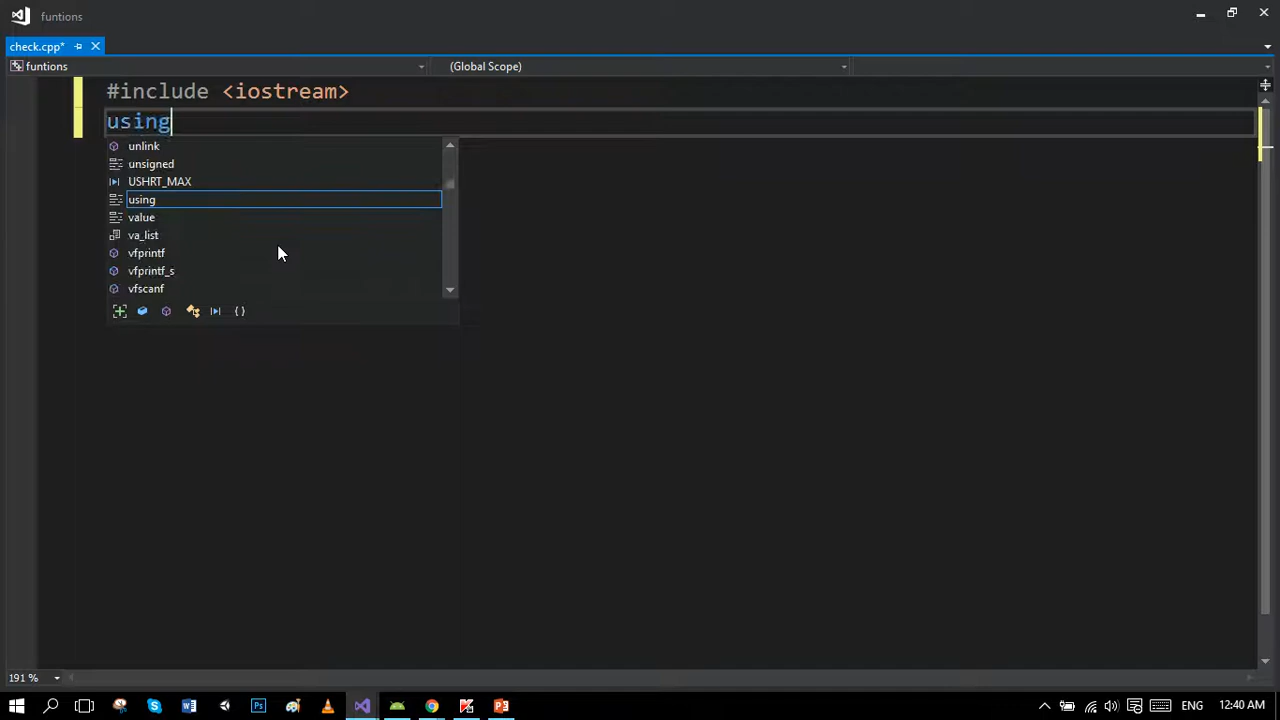 funtions
check.cpp*
funtions
(Global Scope)
#include <iostream>
using
unlink
unsigned
USHRT_MAX
using
value
va_list
vfprintf
vfprintf_s
vfscanf
191 %
ENG
12:40 AM